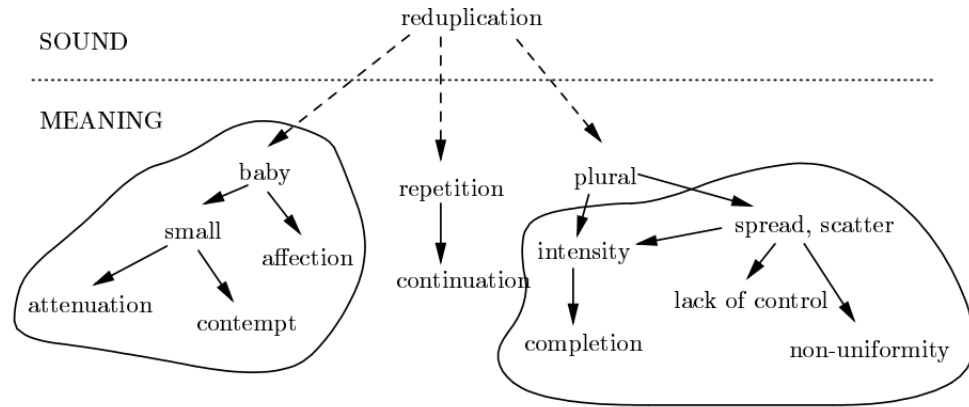 reduplication
SOUND
MEANING
baby
repetition
plural
small
affection
intensity
spread, scatter
continuation
attenuation
contempt
lack of control
completion
non-uniformity